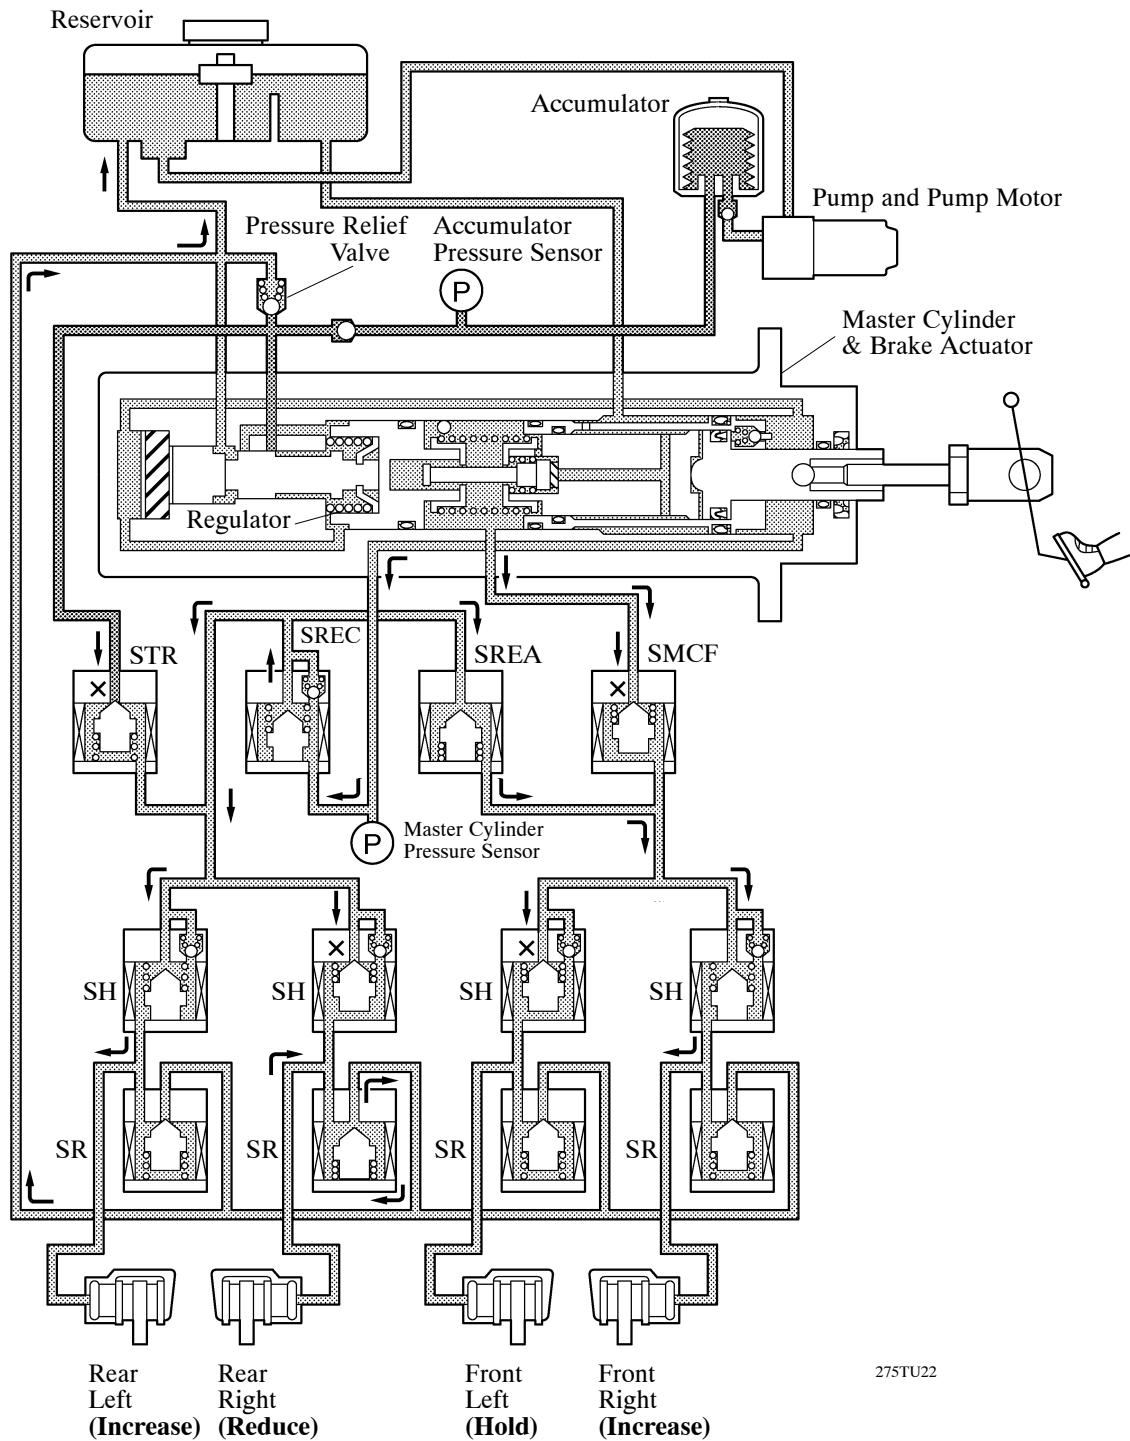 Reservoir
Accumulator
Pump and Pump Motor
Pressure Relief
Valve
Accumulator
Pressure Sensor
P
Master Cylinder
& Brake Actuator
Regulator
STR
SREC
SREA
SMCF
P
Master Cylinder
Pressure Sensor
SH
SH
SH
SH
SR
SR
SR
SR
Rear
Left
(Increase)
Rear
Right
(Reduce)
Front
Left
(Hold)
Front
Right
(Increase)
275TU22